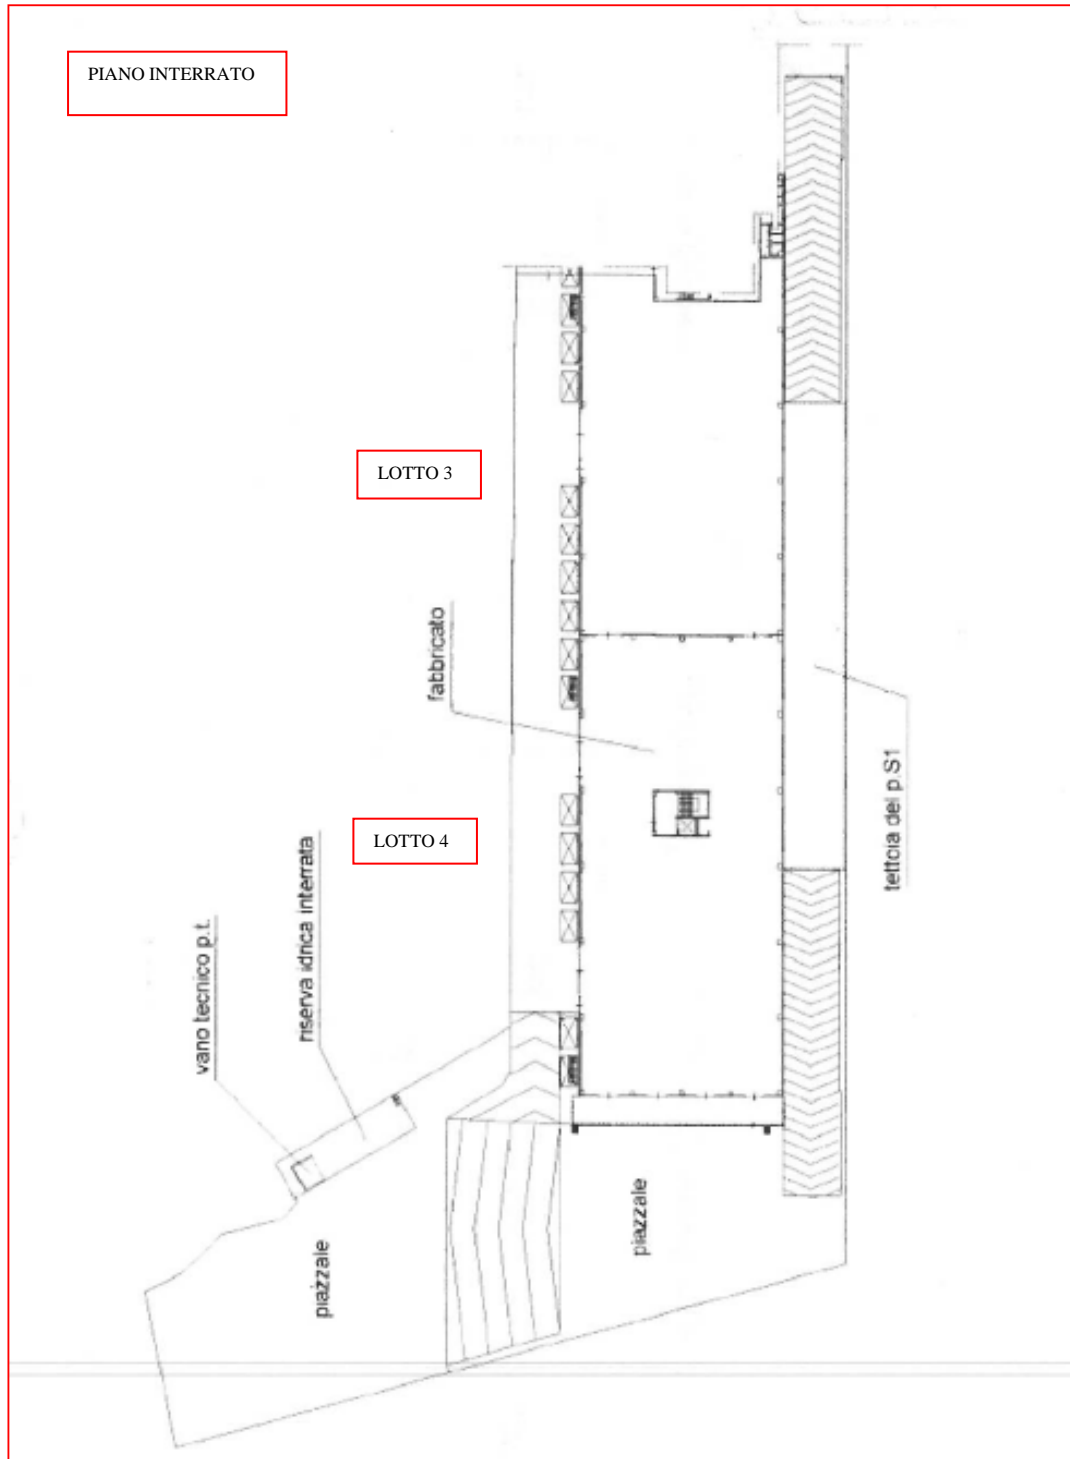 PIANO INTERRATO
LOTTO 3
fabbricato
LOTTO 4
tettoia del p.S1
riserva idrica interrata
vano tecnico p.t.
piazzale
piazzale